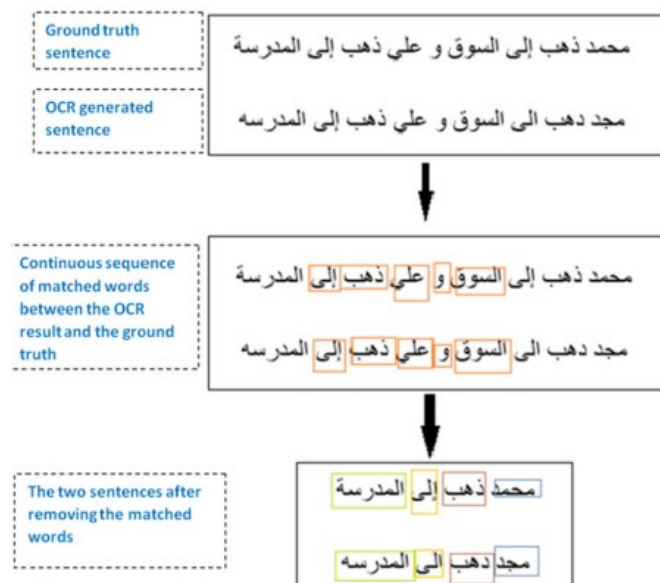 Ground truth
sentence
محمد ذهب إلى السوق و علي ذهب إلى المدرسة
OCR generated
sentence
مجد دهب الى السوق و علي ذهب إلى المدرسه
Continuous sequence
of matched words
between the OCR
result and the ground
truth
محمد ذهب إلى السوق و علي ذهب إلى المدرسة
مجد دهب الى السوق و علي ذهب إلى المدرسه
The two sentences after
removing the matched
words
محمد ذهب إلى المدرسة
مجد دهب الى المدرسه